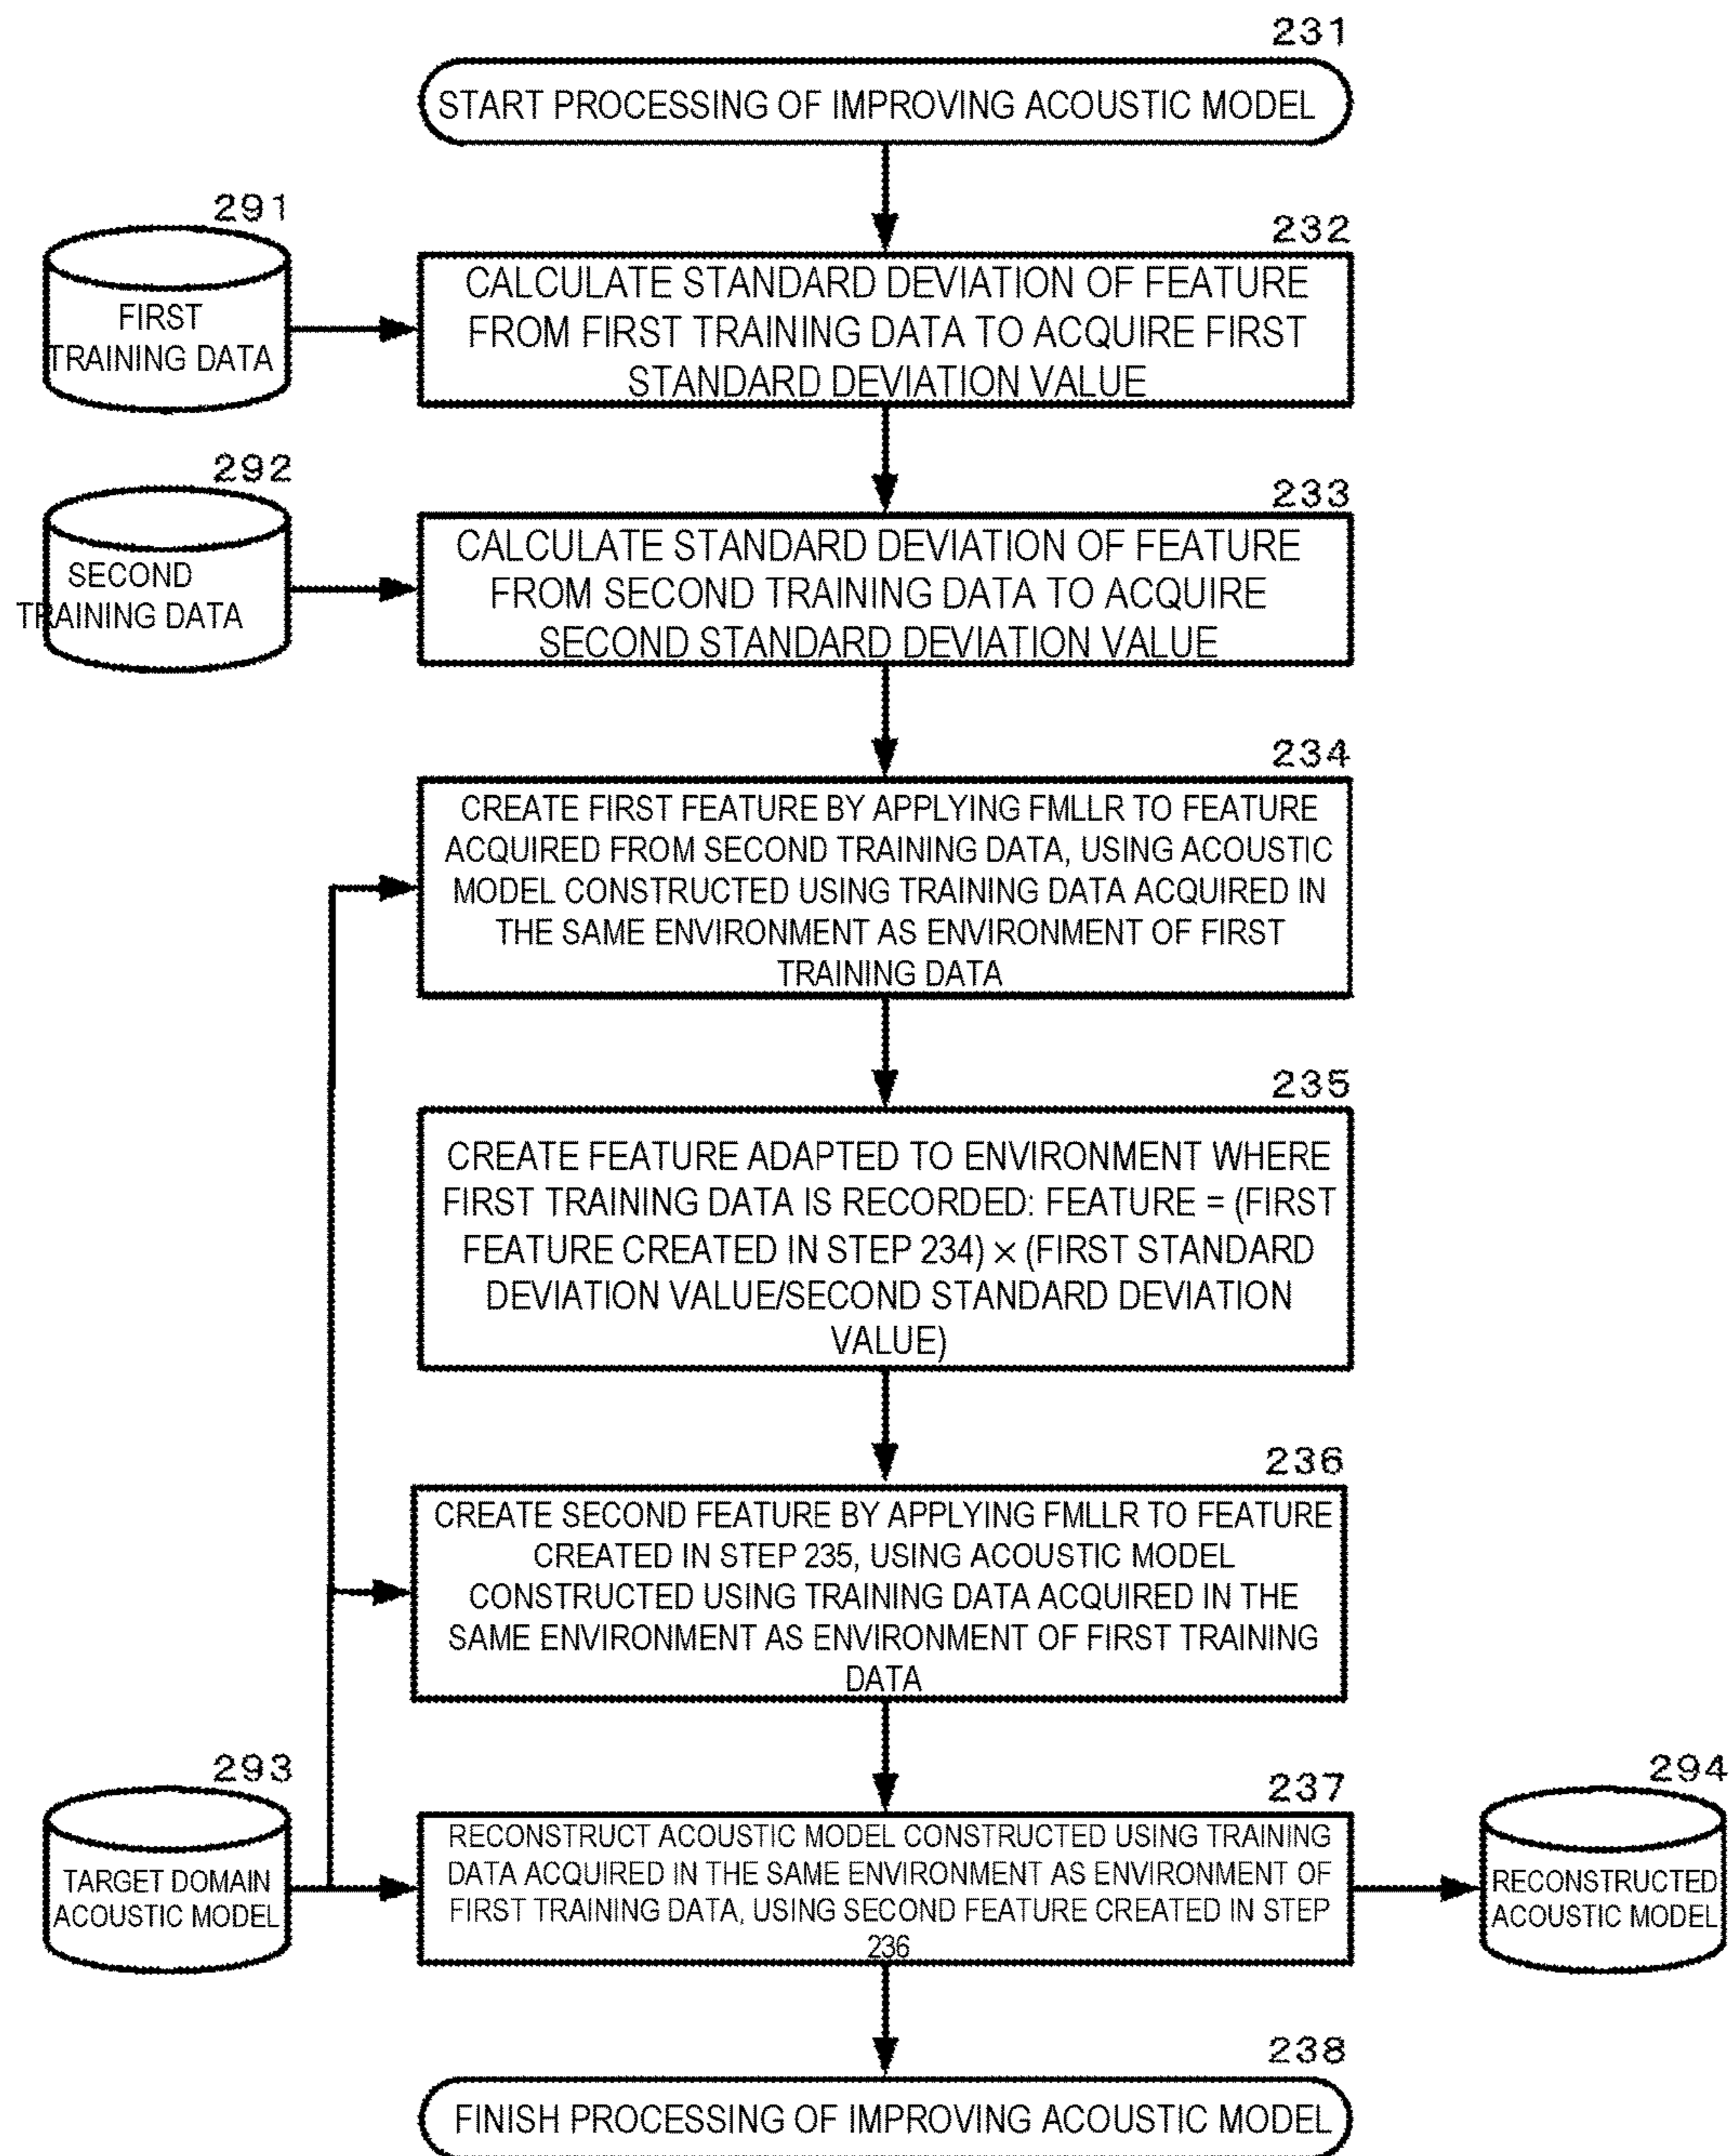 231
START PROCESSING OF IMPROVING ACOUSTIC MODEL
291
FIRST
TRAINING DATA
232
CALCULATE STANDARD DEVIATION OF FEATURE
FROM FIRST TRAINING DATA TO ACQUIRE FIRST
STANDARD DEVIATION VALUE
292
SECOND
TRAINING DATA
233
CALCULATE STANDARD DEVIATION OF FEATURE
FROM SECOND TRAINING DATA TO ACQUIRE
SECOND STANDARD DEVIATION VALUE
234
CREATE FIRST FEATURE BY APPLYING FMLLR TO FEATURE
ACQUIRED FROM SECOND TRAINING DATA, USING ACOUSTIC
MODEL CONSTRUCTED USING TRAINING DATA ACQUIRED IN
THE SAME ENVIRONMENT AS ENVIRONMENT OF FIRST
TRAINING DATA
235
CREATE FEATURE ADAPTED TO ENVIRONMENT WHERE
FIRST TRAINING DATA IS RECORDED: FEATURE = (FIRST
FEATURE CREATED IN STEP 234) × (FIRST STANDARD
DEVIATION VALUE/SECOND STANDARD DEVIATION
VALUE)
236
CREATE SECOND FEATURE BY APPLYING FMLLR TO FEATURE
CREATED IN STEP 235, USING ACOUSTIC MODEL
CONSTRUCTED USING TRAINING DATA ACQUIRED IN THE
SAME ENVIRONMENT AS ENVIRONMENT OF FIRST TRAINING
DATA
293
TARGET DOMAIN
ACOUSTIC MODEL
237
RECONSTRUCT ACOUSTIC MODEL CONSTRUCTED USING TRAINING
DATA ACQUIRED IN THE SAME ENVIRONMENT AS ENVIRONMENT OF
FIRST TRAINING DATA, USING SECOND FEATURE CREATED IN STEP
236
294
RECONSTRUCTED
ACOUSTIC MODEL
238
FINISH PROCESSING OF IMPROVING ACOUSTIC MODEL